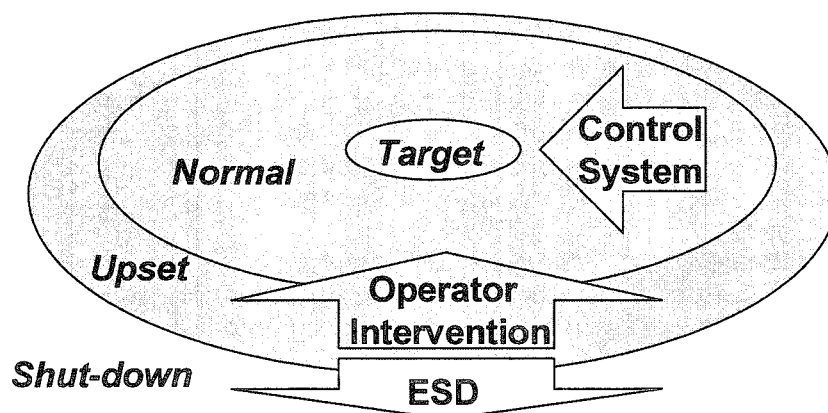 Control
System
Target
Normal
Upset
Operator
Intervention
Shut-down
ESD